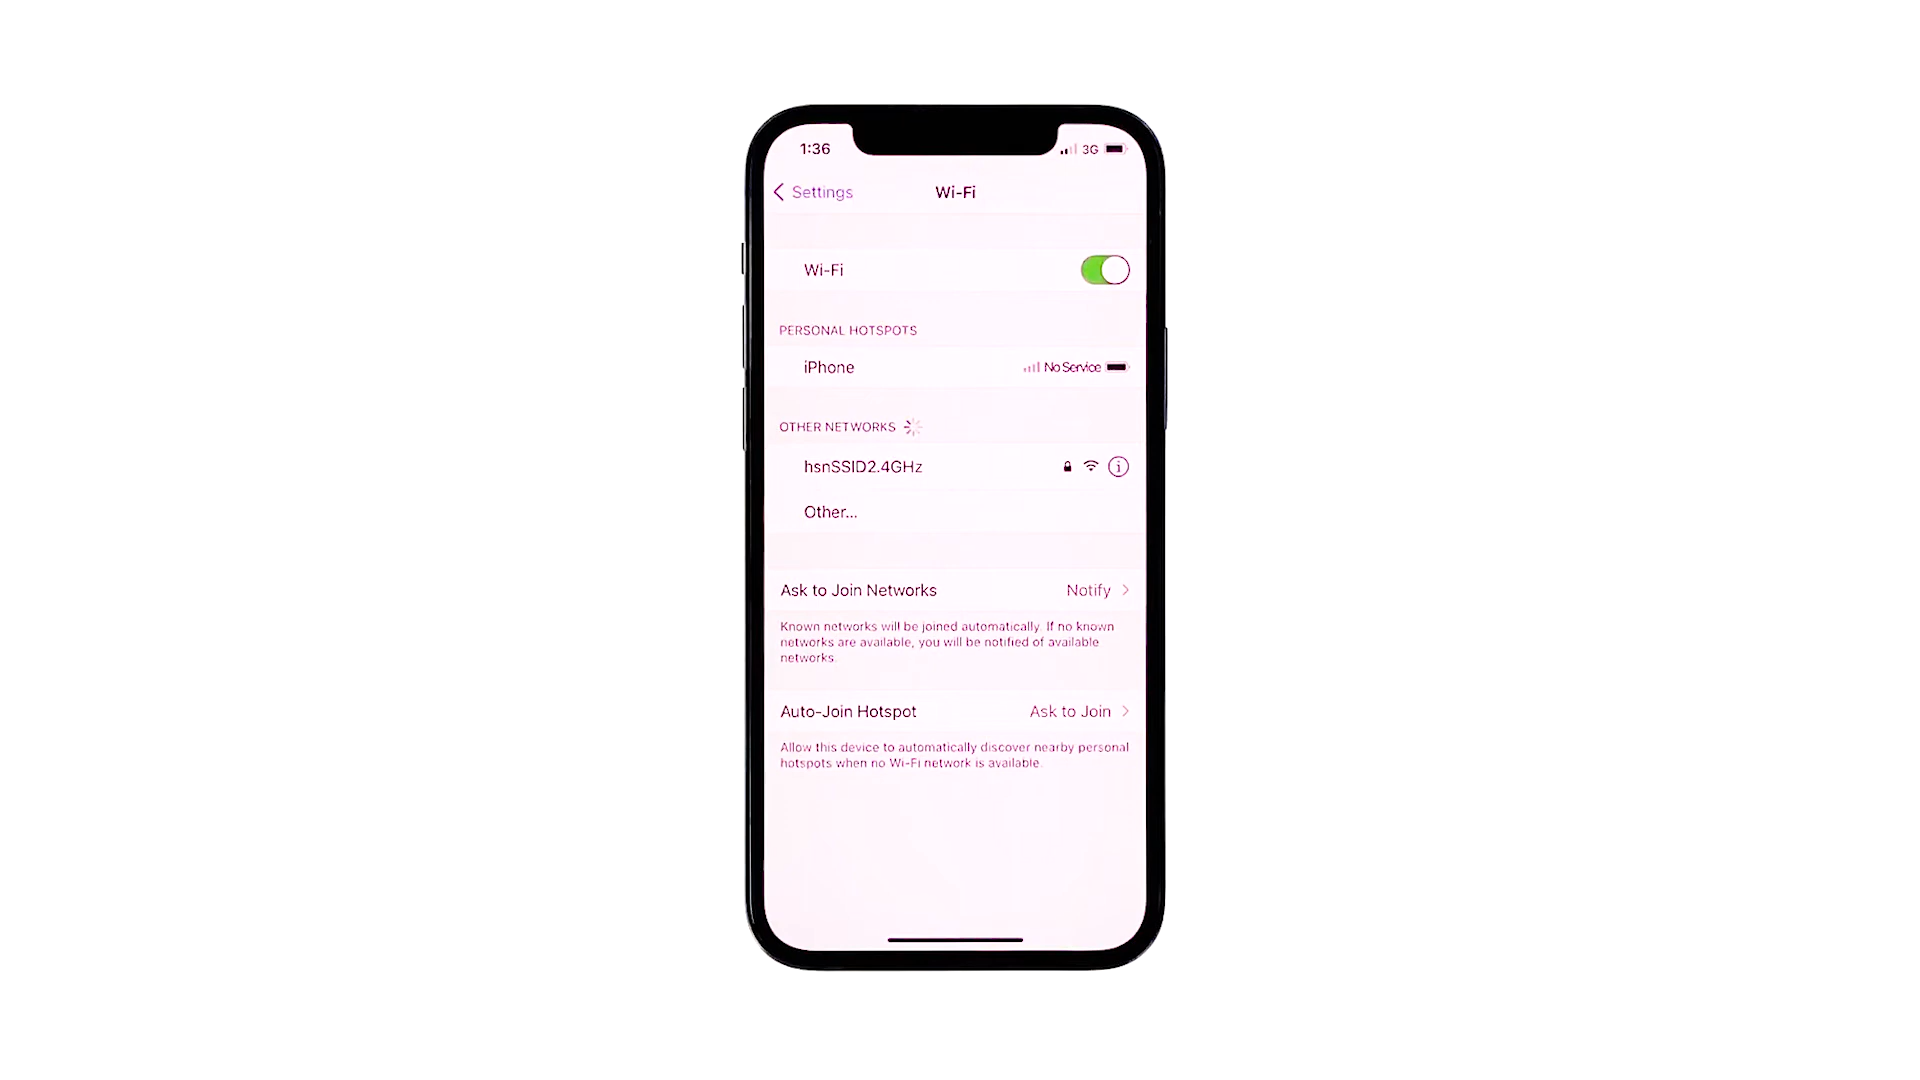 1:36
3G
Settings
Wi-Fi
Wi-Fi
PERSONAL HOTSPOTS
iPhone
No Service
OTHER NETWORKS
hsnSSID2.4GHz
Other...
Ask to Join Networks
Notify
Known networks will be joined automatically. If no known
networks are available, you will be notified of available
networks.
Auto-Join Hotspot
Ask to Join
Allow this device to automatically discover nearby personal
hotspots when no Wi-Fi network is available.